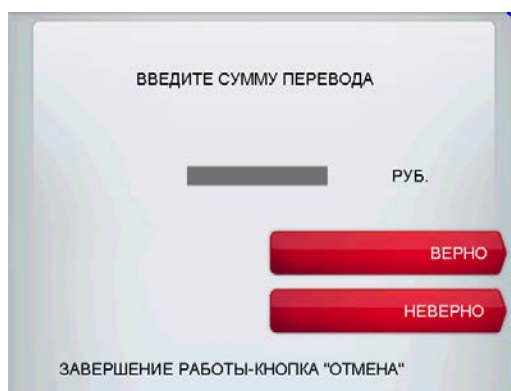 ВВЕДИТЕ СУММУ ПЕРЕВОДА
РУБ.
ВЕРНО
НЕВЕРНО
ЗАВЕРШЕНИЕ РАБОТЫ-КНОПКА "ОТМЕНА"